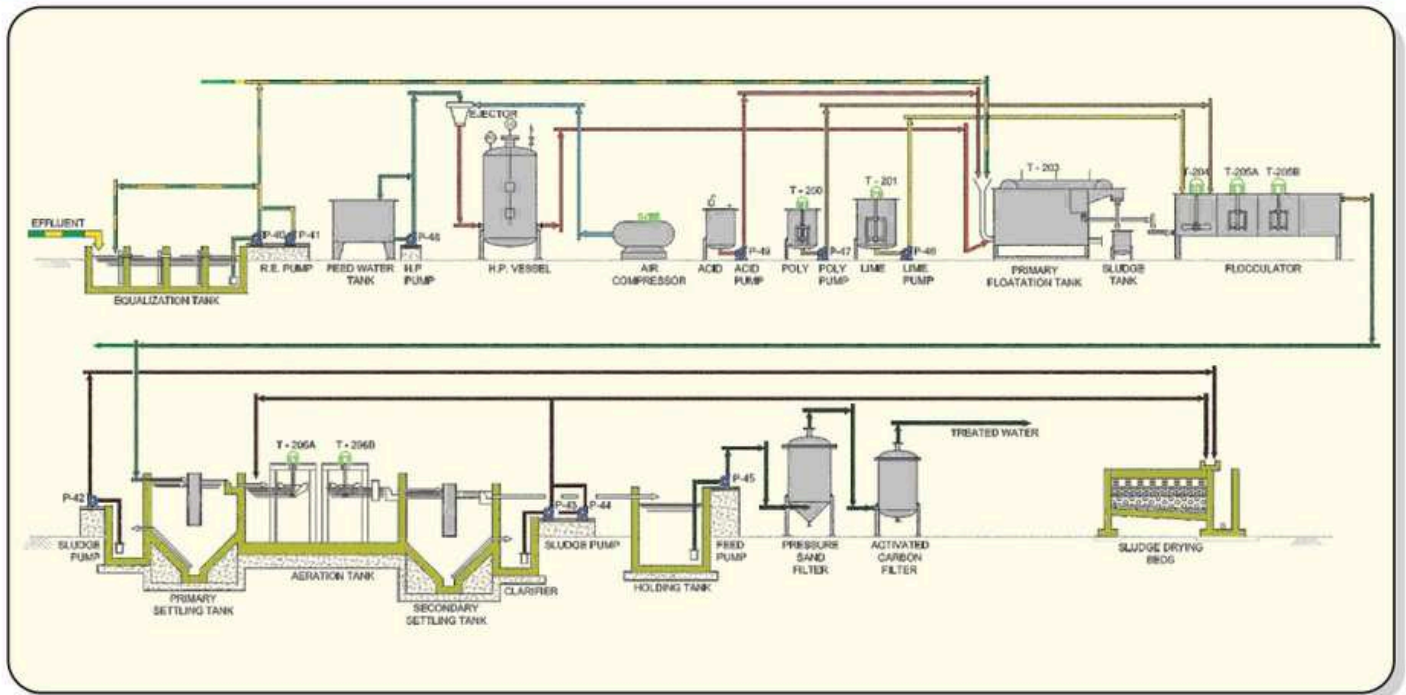 EJECTOR
T - 203
T-204
T-205A
T-205B
T - 200
T - 201
EFFLUENT
P-40
P-41
P-48
P-49
P-47
P-46
R.E. PUMP
FEED WATER
TANK
H.P.
PUMP
H.P. VESSEL
AIR
COMPRESSOR
ACID
ACID
PUMP
POLY
POLY
PUMP
LIME
LIME
PUMP
PRIMARY
FLOATATION TANK
SLUDGE
TANK
FLOCCULATOR
EQUALIZATION TANK
T - 206A
T - 206B
TREATED WATER
P-42
P-43
P-44
P-45
SLUDGE
PUMP
AERATION TANK
SLUDGE PUMP
CLARIFIER
HOLDING TANK
FEED
PUMP
PRESSURE
SAND
FILTER
ACTIVATED
CARBON
FILTER
SLUDGE DRYING
BEDS
PRIMARY
SETTLING TANK
SECONDARY
SETTLING TANK